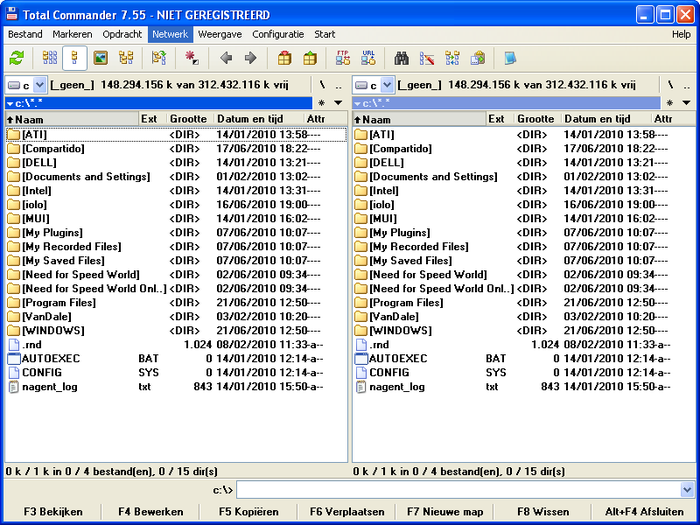 Total Commander 7.55 - NIET GEREGISTREERD
Bestand Markeren Opdracht Netwerk Weergave Configuratie Start Help
FTP URL
c [_geen_] 148.294.156 k van 312.432.116 k vrij \ .. c [_geen_] 148.294.156 k van 312.432.116 k vrij \ ..
c:\*.* * c:\*.* *
Naam Ext Grootte Datum en tijd Attr Naam Ext Grootte Datum en tijd Attr
[ATI] <DIR> 14/01/2010 13:58---- [ATI] <DIR> 14/01/2010 13:58----
[Compartido] <DIR> 17/06/2010 18:22---- [Compartido] <DIR> 17/06/2010 18:22----
[DELL] <DIR> 14/01/2010 13:21---- [DELL] <DIR> 14/01/2010 13:21----
[Documents and Settings] <DIR> 01/02/2010 13:02---- [Documents and Settings] <DIR> 01/02/2010 13:02----
[Intel] <DIR> 14/01/2010 13:31---- [Intel] <DIR> 14/01/2010 13:31----
[iolo] <DIR> 16/06/2010 19:00---- [iolo] <DIR> 16/06/2010 19:00----
[MUI] <DIR> 14/01/2010 16:02---- [MUI] <DIR> 14/01/2010 16:02----
[My Plugins] <DIR> 07/06/2010 10:07---- [My Plugins] <DIR> 07/06/2010 10:07----
[My Recorded Files] <DIR> 07/06/2010 10:07---- [My Recorded Files] <DIR> 07/06/2010 10:07----
[My Saved Files] <DIR> 07/06/2010 10:07---- [My Saved Files] <DIR> 07/06/2010 10:07----
[Need for Speed World] <DIR> 02/06/2010 09:34---- [Need for Speed World] <DIR> 02/06/2010 09:34----
[Need for Speed World Onl..] <DIR> 02/06/2010 09:34---- [Need for Speed World Onl..] <DIR> 02/06/2010 09:34----
[Program Files] <DIR> 21/06/2010 12:50---- [Program Files] <DIR> 21/06/2010 12:50----
[VanDale] <DIR> 03/02/2010 10:20---- [VanDale] <DIR> 03/02/2010 10:20----
[WINDOWS] <DIR> 21/06/2010 12:50---- [WINDOWS] <DIR> 21/06/2010 12:50----
.rnd 1.024 08/02/2010 11:33-a-- .rnd 1.024 08/02/2010 11:33-a--
AUTOEXEC BAT 0 14/01/2010 12:14-a-- AUTOEXEC BAT 0 14/01/2010 12:14-a--
CONFIG SYS 0 14/01/2010 12:14-a-- CONFIG SYS 0 14/01/2010 12:14-a--
nagent_log txt 843 14/01/2010 15:50-a-- nagent_log txt 843 14/01/2010 15:50-a--
0 k / 1 k in 0 / 4 bestand(en), 0 / 15 dir(s) 0 k / 1 k in 0 / 4 bestand(en), 0 / 15 dir(s)
c:\>
F3 Bekijken F4 Bewerken F5 Kopiëren F6 Verplaatsen F7 Nieuwe map F8 Wissen Alt+F4 Afsluiten